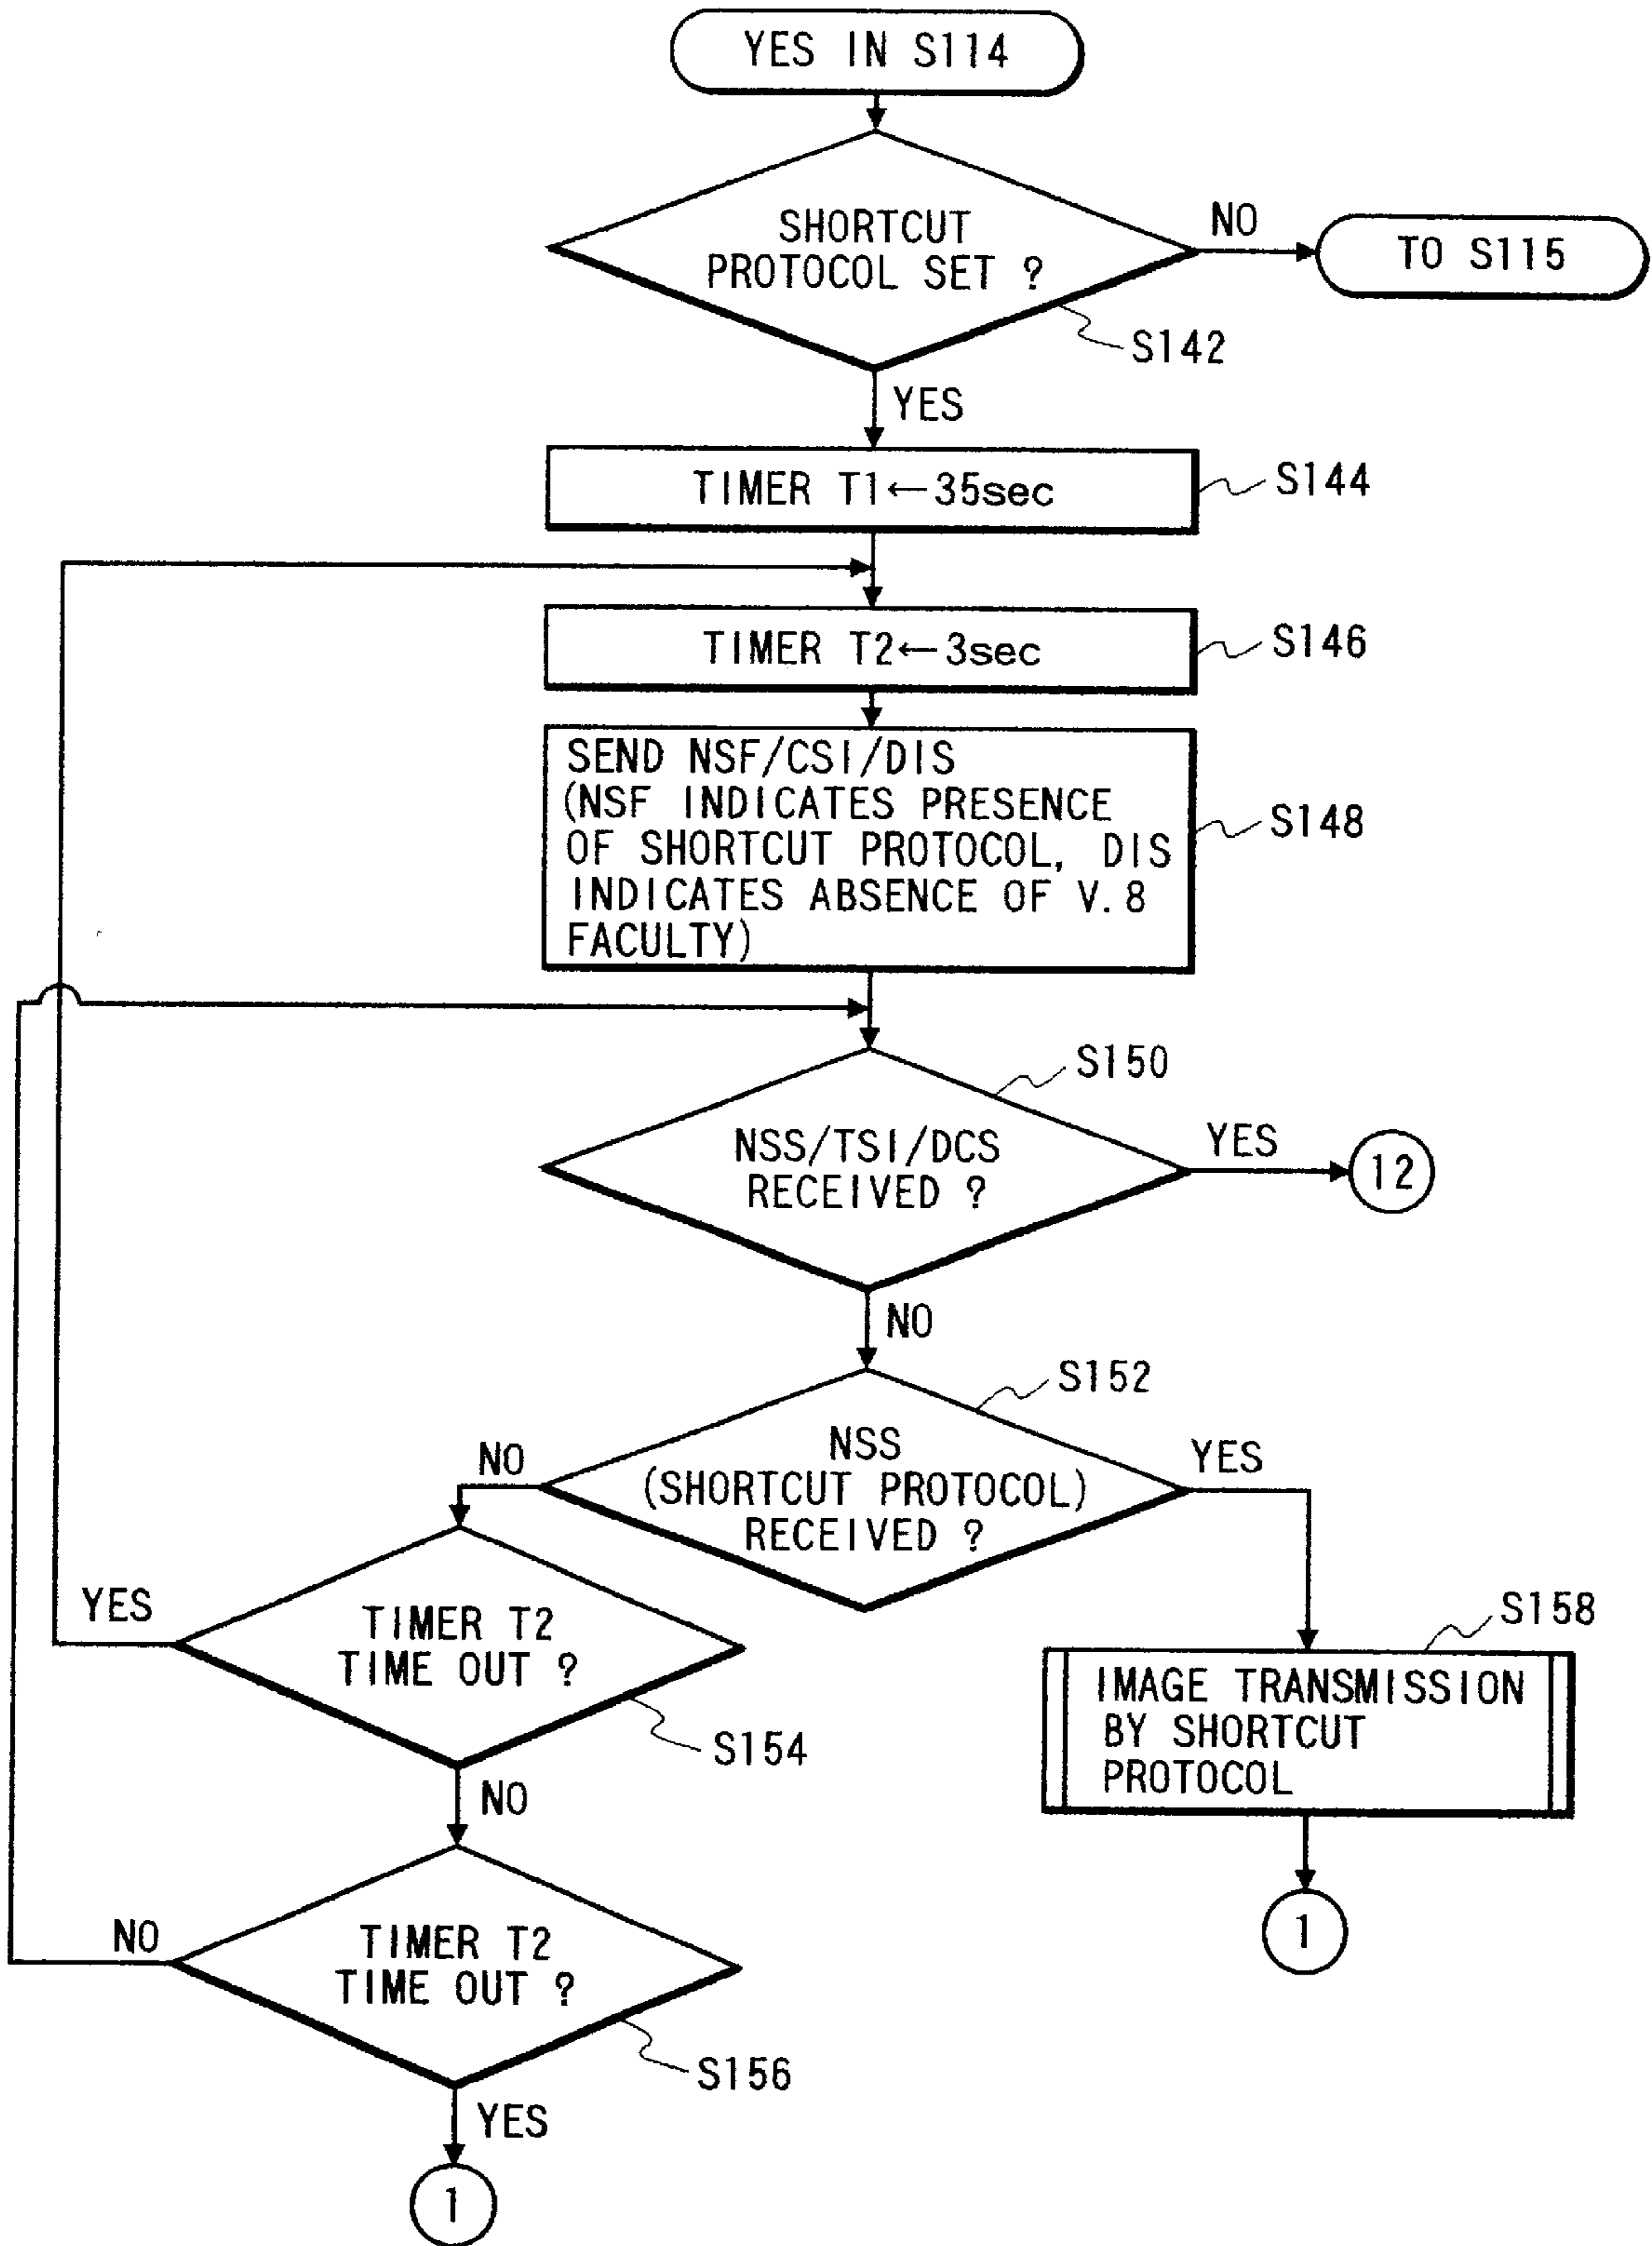 YES IN S114
SHORTCUT
PROTOCOL SET ?
NO
TO S115
S142
YES
TIMER T1←35sec
S144
TIMER T2←3sec
S146
SEND NSF/CSI/DIS
(NSF INDICATES PRESENCE
OF SHORTCUT PROTOCOL, DIS
INDICATES ABSENCE OF V.8
FACULTY)
S148
S150
NSS/TSI/DCS
RECEIVED ?
YES
12
NO
S152
NSS
(SHORTCUT PROTOCOL)
RECEIVED ?
NO
YES
YES
TIMER T2
TIME OUT ?
S154
S158
IMAGE TRANSMISSION
BY SHORTCUT
PROTOCOL
NO
1
NO
TIMER T2
TIME OUT ?
S156
YES
1